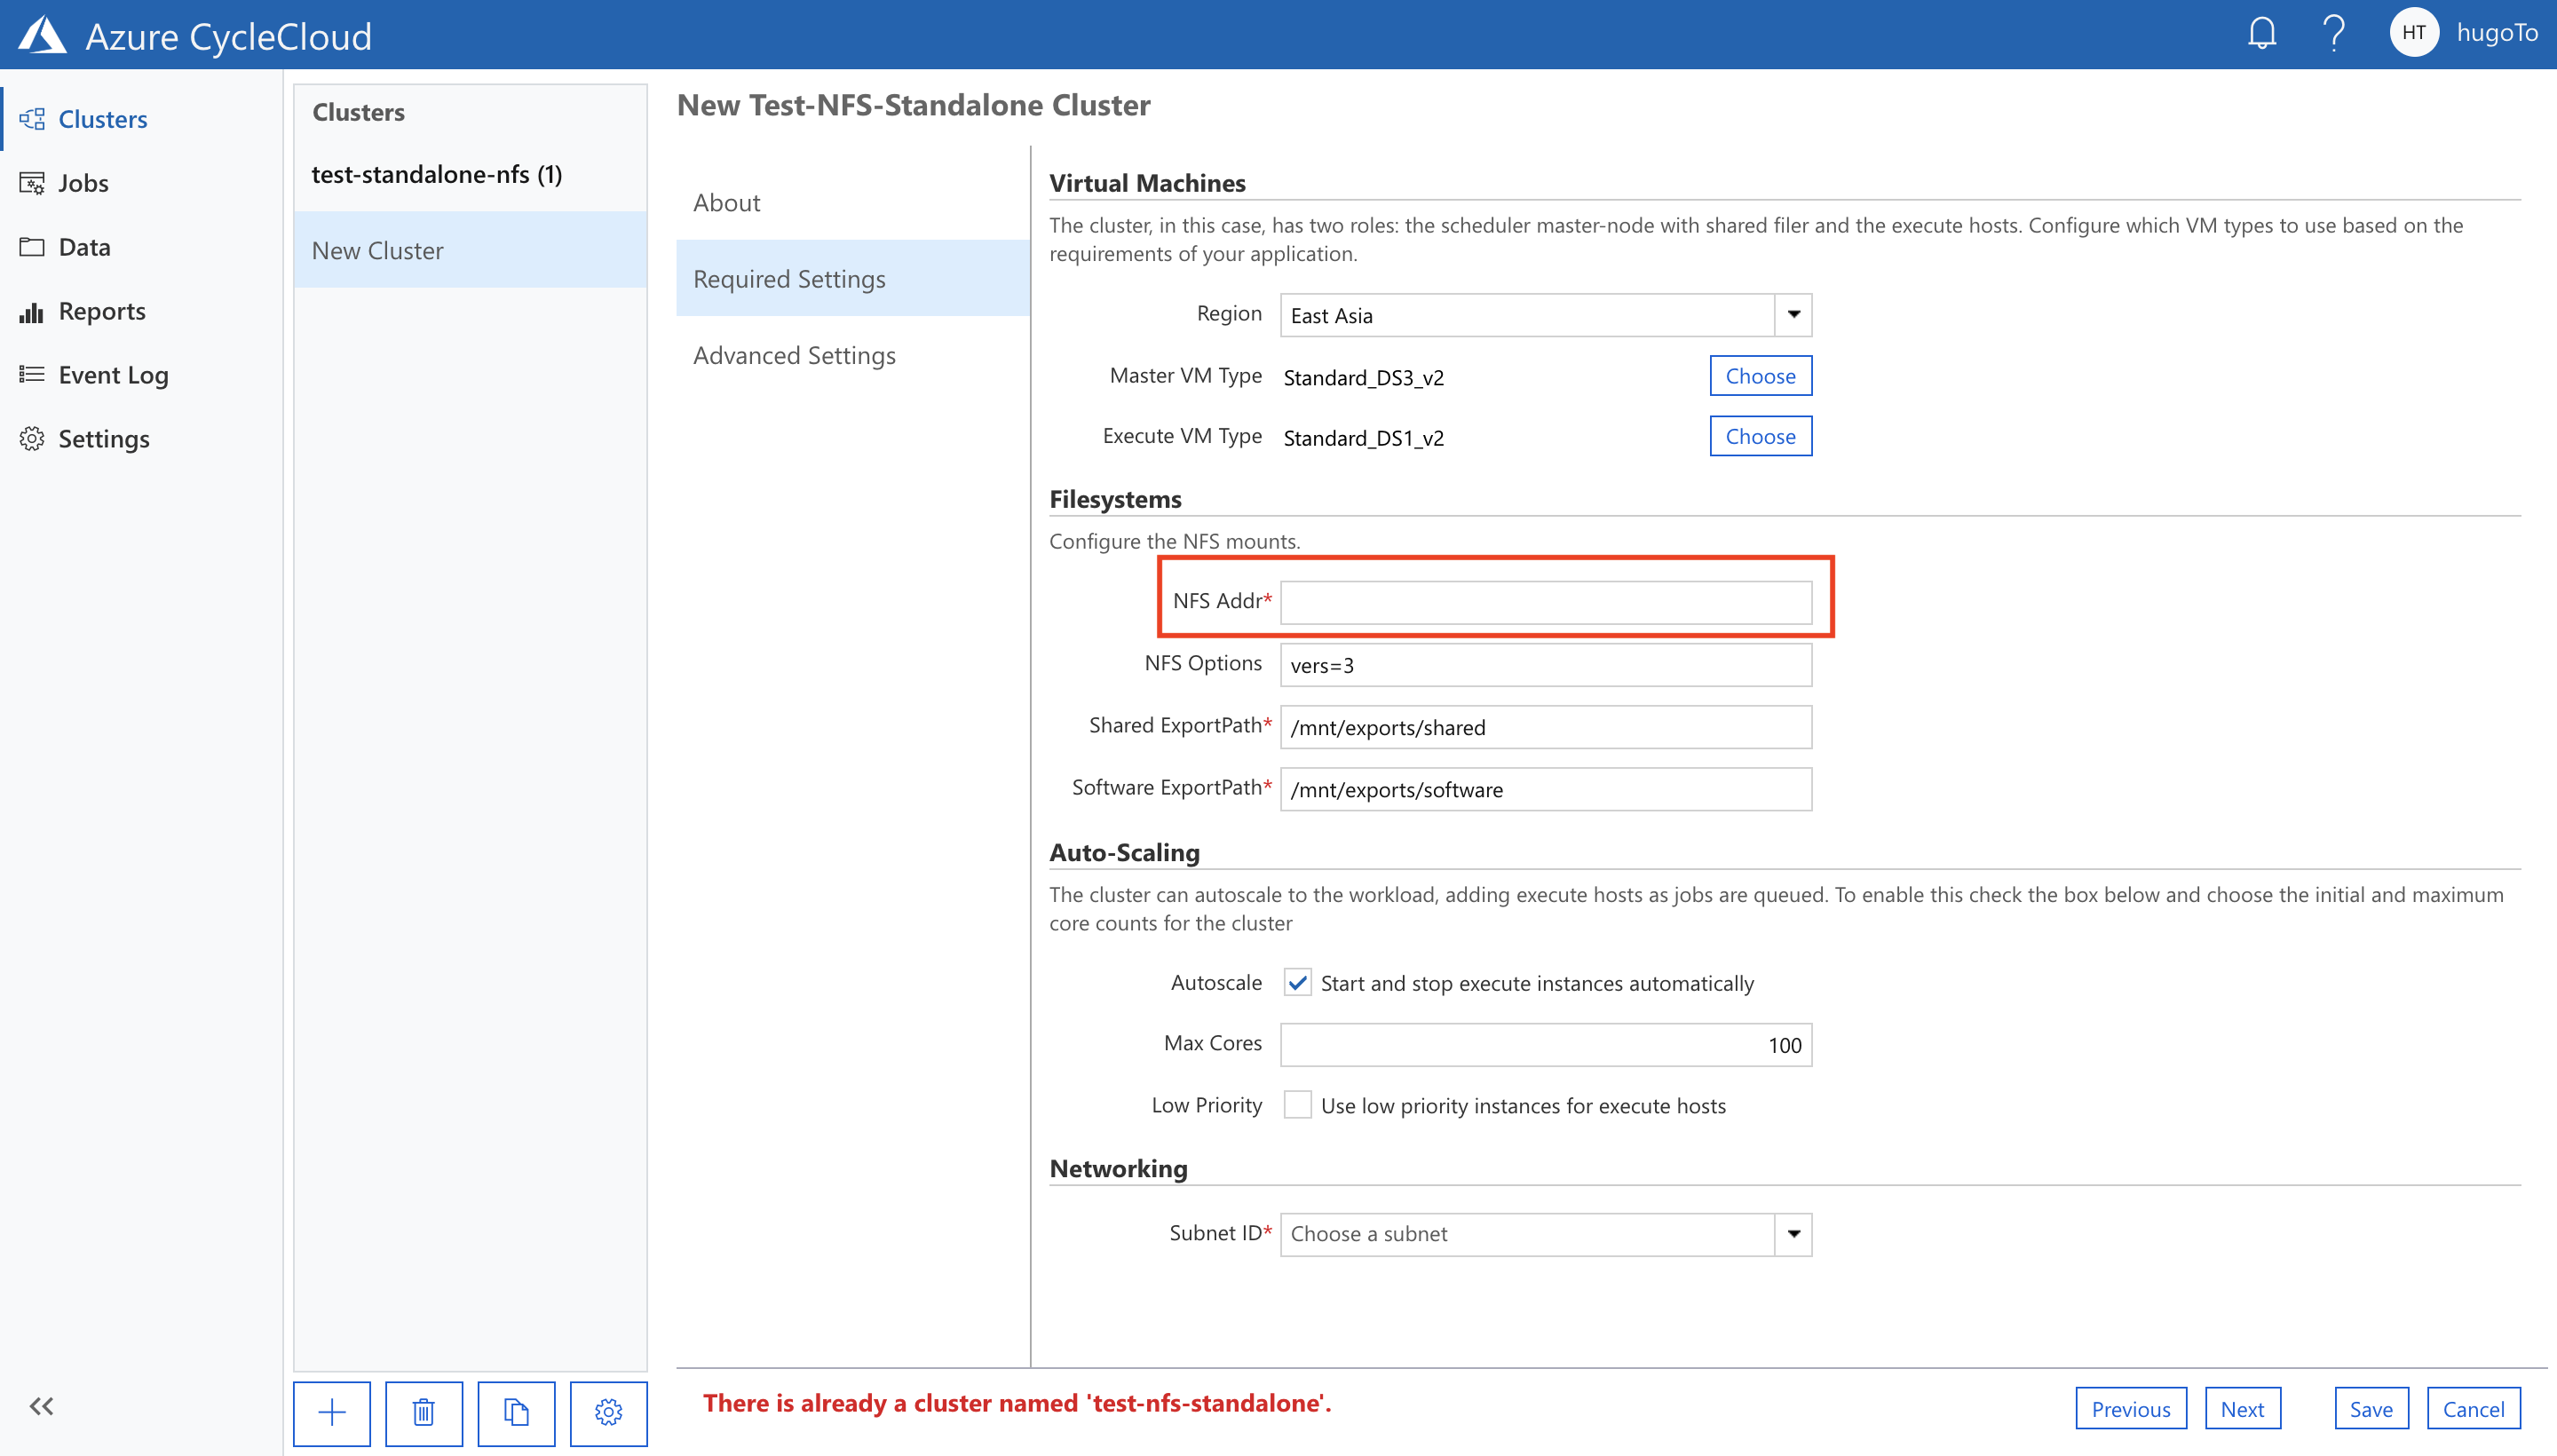 Azure CycleCloud
HT
hugoTo
Clusters
Jobs
Data
Reports
Event Log
Settings
Clusters
test-standalone-nfs (1)
New Cluster
New Test-NFS-Standalone Cluster
About
Required Settings
Advanced Settings
Virtual Machines
The cluster, in this case, has two roles: the scheduler master-node with shared filer and the execute hosts. Configure which VM types to use based on the
requirements of your application.
Region East Asia
Master VM Type Standard_DS3_v2 Choose
Execute VM Type Standard_DS1_v2 Choose
Filesystems
Configure the NFS mounts.
NFS Addr*
NFS Options vers=3
Shared ExportPath* /mnt/exports/shared
Software ExportPath* /mnt/exports/software
Auto-Scaling
The cluster can autoscale to the workload, adding execute hosts as jobs are queued. To enable this check the box below and choose the initial and maximum
core counts for the cluster
Autoscale Start and stop execute instances automatically
Max Cores 100
Low Priority Use low priority instances for execute hosts
Networking
Subnet ID* Choose a subnet
There is already a cluster named 'test-nfs-standalone'.
Previous Next Save Cancel